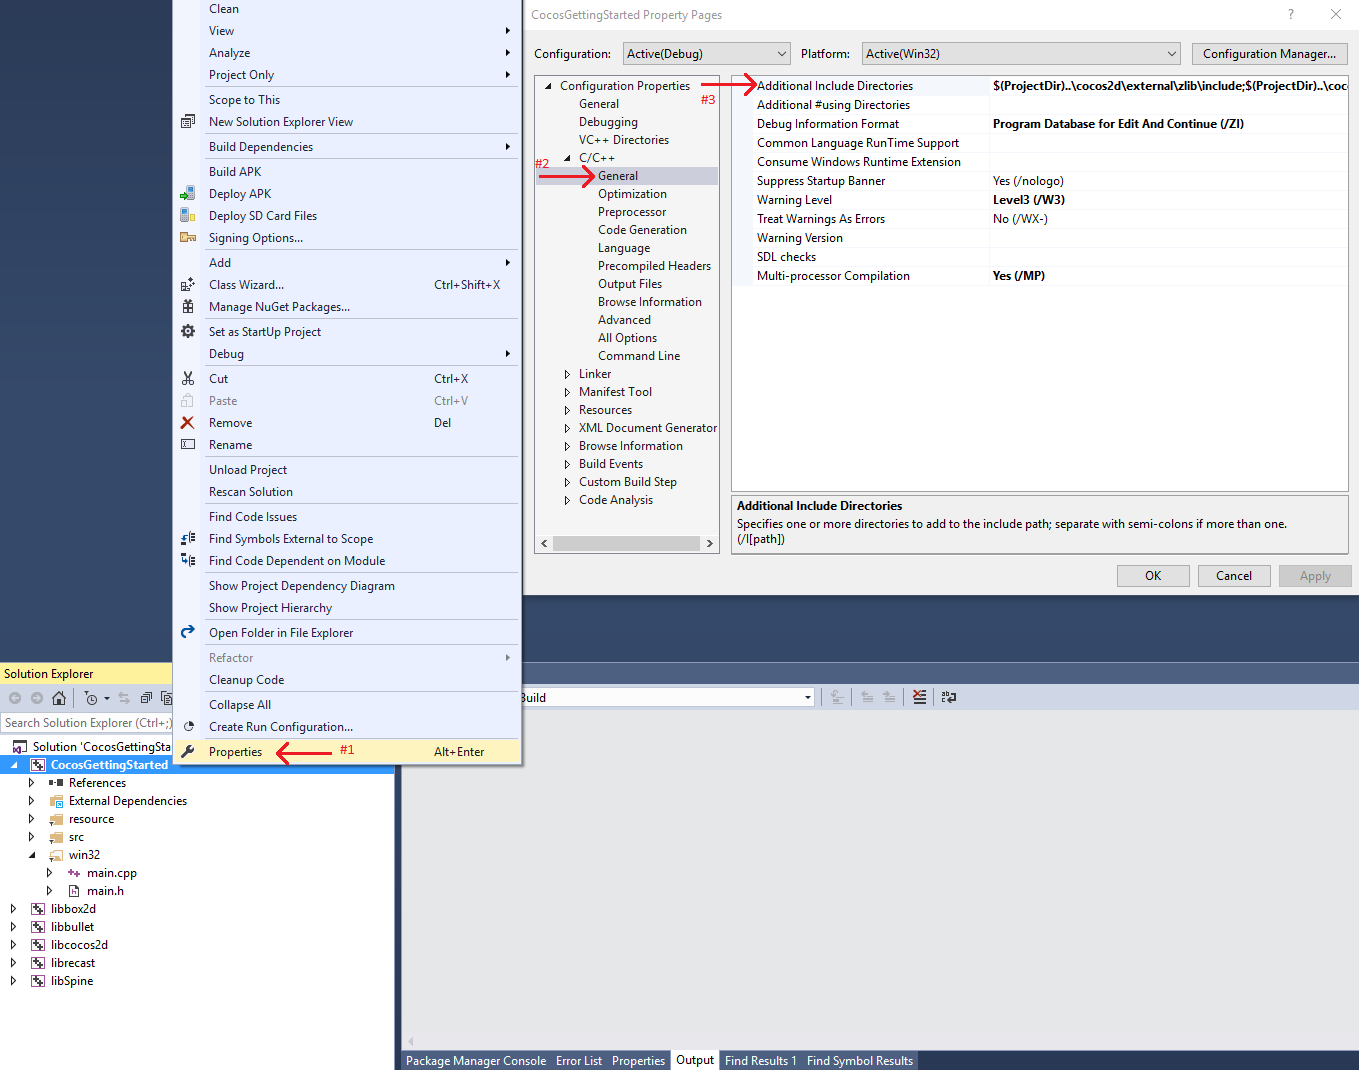 Clean
View
Analyze
Project Only
Scope to This
New Solution Explorer View
Build Dependencies
Build APK
Deploy APK
Deploy SD Card Files
Signing Options...
Add
Class Wizard... Ctrl+Shift+X
Manage NuGet Packages...
Set as StartUp Project
Debug
Cut Ctrl+X
Paste Ctrl+V
Remove Del
Rename
Unload Project
Rescan Solution
Find Code Issues
Find Symbols External to Scope
Find Code Dependent on Module
Show Project Dependency Diagram
Show Project Hierarchy
Open Folder in File Explorer
Refactor
Cleanup Code
Collapse All
Create Run Configuration...
Properties #1 Alt+Enter
CocosGettingStarted Property Pages
Configuration: Active(Debug) Platform: Active(Win32) Configuration Manager...
Configuration Properties
General
Debugging
VC++ Directories
C/C++
#2
General
Optimization
Preprocessor
Code Generation
Language
Precompiled Headers
Output Files
Browse Information
Advanced
All Options
Command Line
Linker
Manifest Tool
Resources
XML Document Generator
Browse Information
Build Events
Custom Build Step
Code Analysis
#3
Additional Include Directories $(ProjectDir)..\cocos2d\external\zlib\include;$(ProjectDir)..\coco
Additional #using Directories
Debug Information Format Program Database for Edit And Continue (/ZI)
Common Language RunTime Support
Consume Windows Runtime Extension
Suppress Startup Banner Yes (/nologo)
Warning Level Level3 (/W3)
Treat Warnings As Errors No (/WX-)
Warning Version
SDL checks
Multi-processor Compilation Yes (/MP)
Additional Include Directories
Specifies one or more directories to add to the include path; separate with semi-colons if more than one.
(/I[path])
OK Cancel Apply
Solution Explorer
Search Solution Explorer (Ctrl+;)
Solution 'CocosGettingSta
CocosGettingStarted
References
External Dependencies
resource
src
win32
main.cpp
main.h
libbox2d
libbullet
libcocos2d
librecast
libSpine
Build
Package Manager Console Error List Properties Output Find Results 1 Find Symbol Results